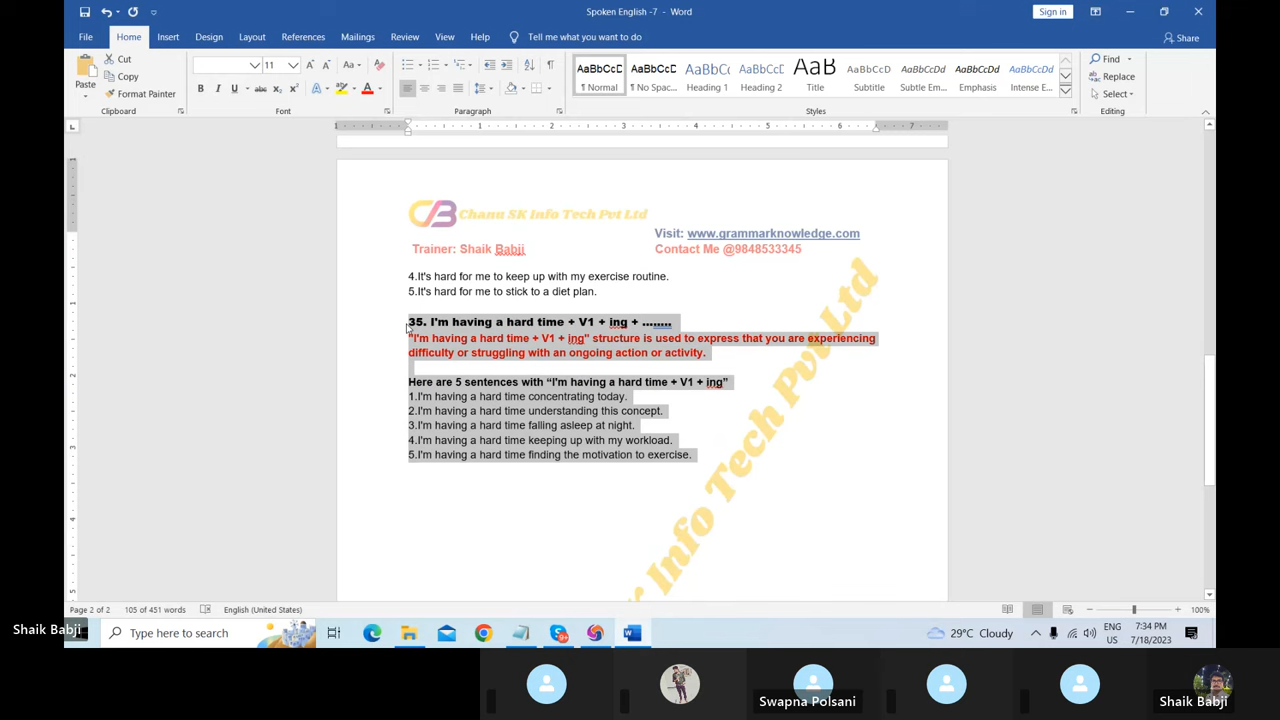 Spoken English -7 - Word
Sign in
File Home Insert Design Layout References Mailings Review View Help Tell me what you want to do
Share
Paste
Cut
Copy
Format Painter
Clipboard
11
Font
Paragraph
AaBbCcD AaBbCcD AaBbC AaBbCcD AaB AaBbCcD AaBbCcDd AaBbCcDd AaBbCcDd
¶ Normal ¶ No Spac... Heading 1 Heading 2 Title Subtitle Subtle Em... Emphasis Intense E...
Styles
Find
Replace
Select
Editing
Chanu SK Info Tech Pvt Ltd
Visit: www.grammarknowledge.com
Trainer: Shaik Babji
Contact Me @9848533345
4.It's hard for me to keep up with my exercise routine.
5.It's hard for me to stick to a diet plan.
35. I'm having a hard time + V1 + ing + ........
"I'm having a hard time + V1 + ing" structure is used to express that you are experiencing
difficulty or struggling with an ongoing action or activity.
Here are 5 sentences with “I'm having a hard time + V1 + ing”
1.I'm having a hard time concentrating today.
2.I'm having a hard time understanding this concept.
3.I'm having a hard time falling asleep at night.
4.I'm having a hard time keeping up with my workload.
5.I'm having a hard time finding the motivation to exercise.
Info Tech Pvt Ltd
Page 2 of 2 105 of 451 words English (United States)
100%
Shaik Babji
Type here to search
29°C Cloudy
ENG
US
7:34 PM
7/18/2023
Swapna Polsani
Shaik Babji